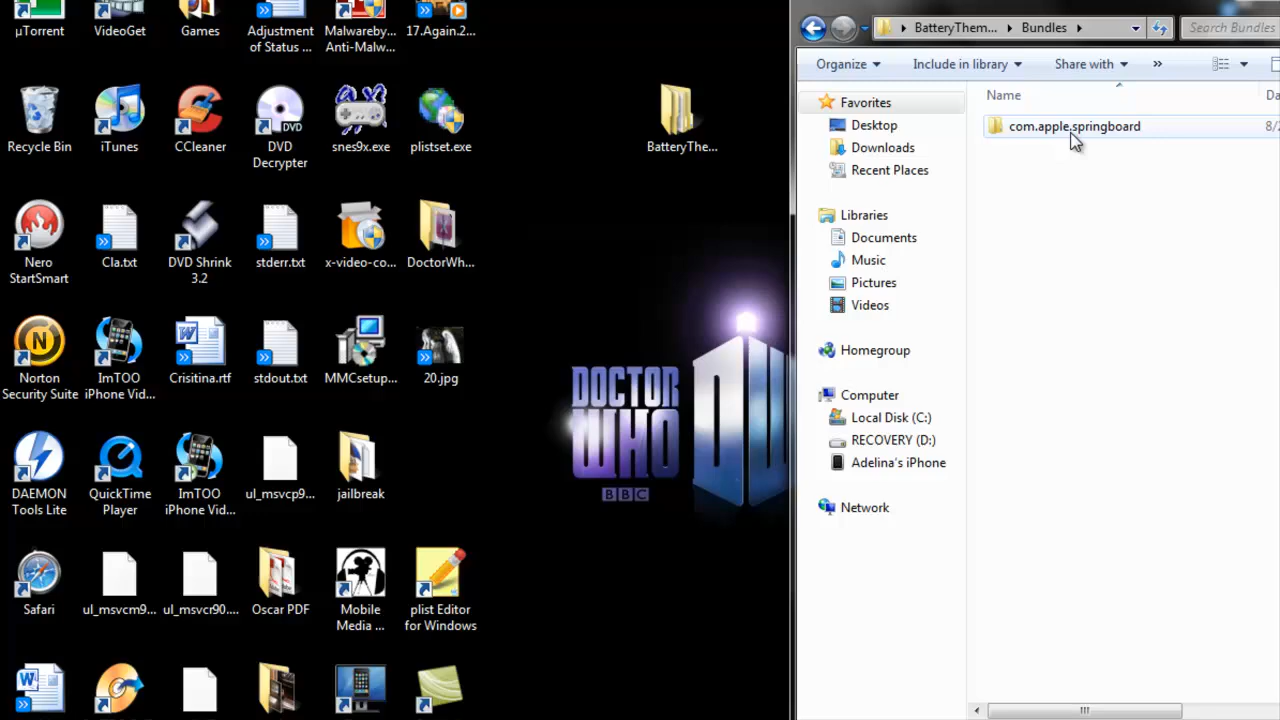 µTorrent
VideoGet
Games
Adjustment
of Status ...
Malwareby...
Anti-Malw...
17.Again.2...
Recycle Bin
iTunes
CCleaner
DVD
DVD
Decrypter
snes9x.exe
plistset.exe
BatteryThe...
Nero
StartSmart
Cla.txt
DVD Shrink
3.2
stderr.txt
x-video-co...
DoctorWh...
Norton
Security Suite
ImTOO
iPhone Vid...
Crisitina.rtf
stdout.txt
MMCsetup...
20.jpg
DOCTOR
WHO
BBC
DAEMON
Tools Lite
QuickTime
Player
ImTOO
iPhone Vid...
ul_msvcp9...
jailbreak
Safari
ul_msvcm9...
ul_msvcr90....
Oscar PDF
Mobile
Media ...
plist Editor
for Windows
BatteryThem...
Bundles
Search Bundles
Organize
Include in library
Share with
»
Name
Da
Favorites
Desktop
Downloads
Recent Places
com.apple.springboard
8/2
Libraries
Documents
Music
Pictures
Videos
Homegroup
Computer
Local Disk (C:)
RECOVERY (D:)
Adelina's iPhone
Network